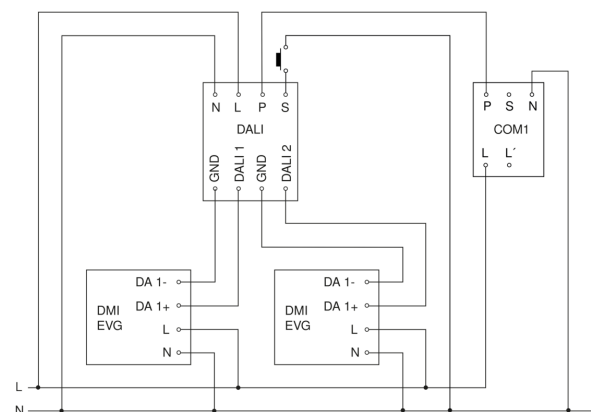 N L P S
DALI
GND DALI 1 GND DALI 2
P S N
COM1
L L´
DA 1-
DA 1+
DMI
EVG
L
N
DA 1-
DA 1+
DMI
EVG
L
N
L
N